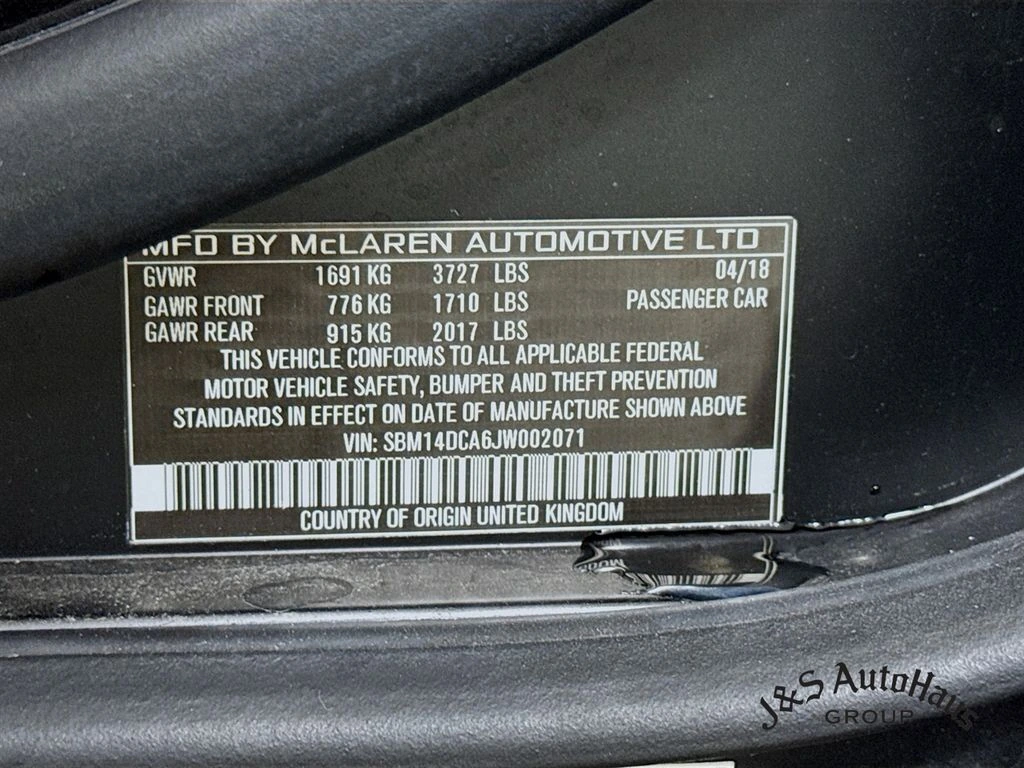 MFD BY McLAREN AUTOMOTIVE LTD
GVWR 1691 KG 3727 LBS 04/18
GAWR FRONT 776 KG 1710 LBS PASSENGER CAR
GAWR REAR 915 KG 2017 LBS
THIS VEHICLE CONFORMS TO ALL APPLICABLE FEDERAL
MOTOR VEHICLE SAFETY, BUMPER AND THEFT PREVENTION
STANDARDS IN EFFECT ON DATE OF MANUFACTURE SHOWN ABOVE
VIN: SBM14DCA6JW002071
COUNTRY OF ORIGIN UNITED KINGDOM
J&S AutoHaus
GROUP